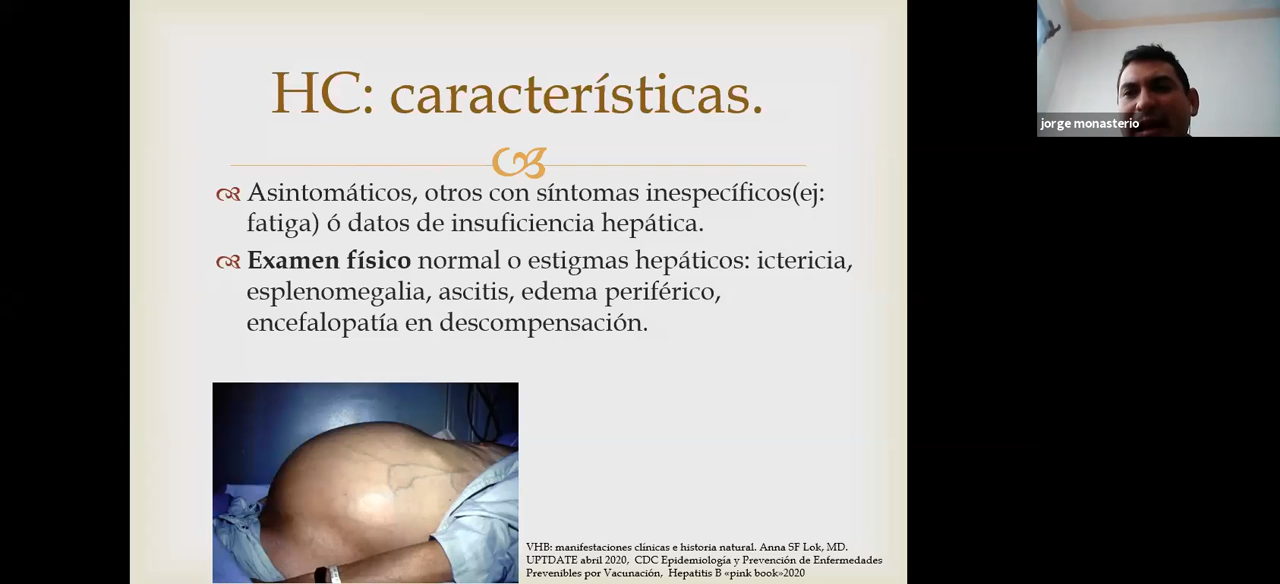 HC: características.
Asintomáticos, otros con síntomas inespecíficos(ej:
fatiga) ó datos de insuficiencia hepática.
Examen físico normal o estigmas hepáticos: ictericia,
esplenomegalia, ascitis, edema periférico,
encefalopatía en descompensación.
VHB: manifestaciones clínicas e historia natural. Anna SF Lok, MD.
UPTDATE abril 2020, CDC Epidemiología y Prevención de Enfermedades
Prevenibles por Vacunación, Hepatitis B «pink book»2020
jorge monasterio